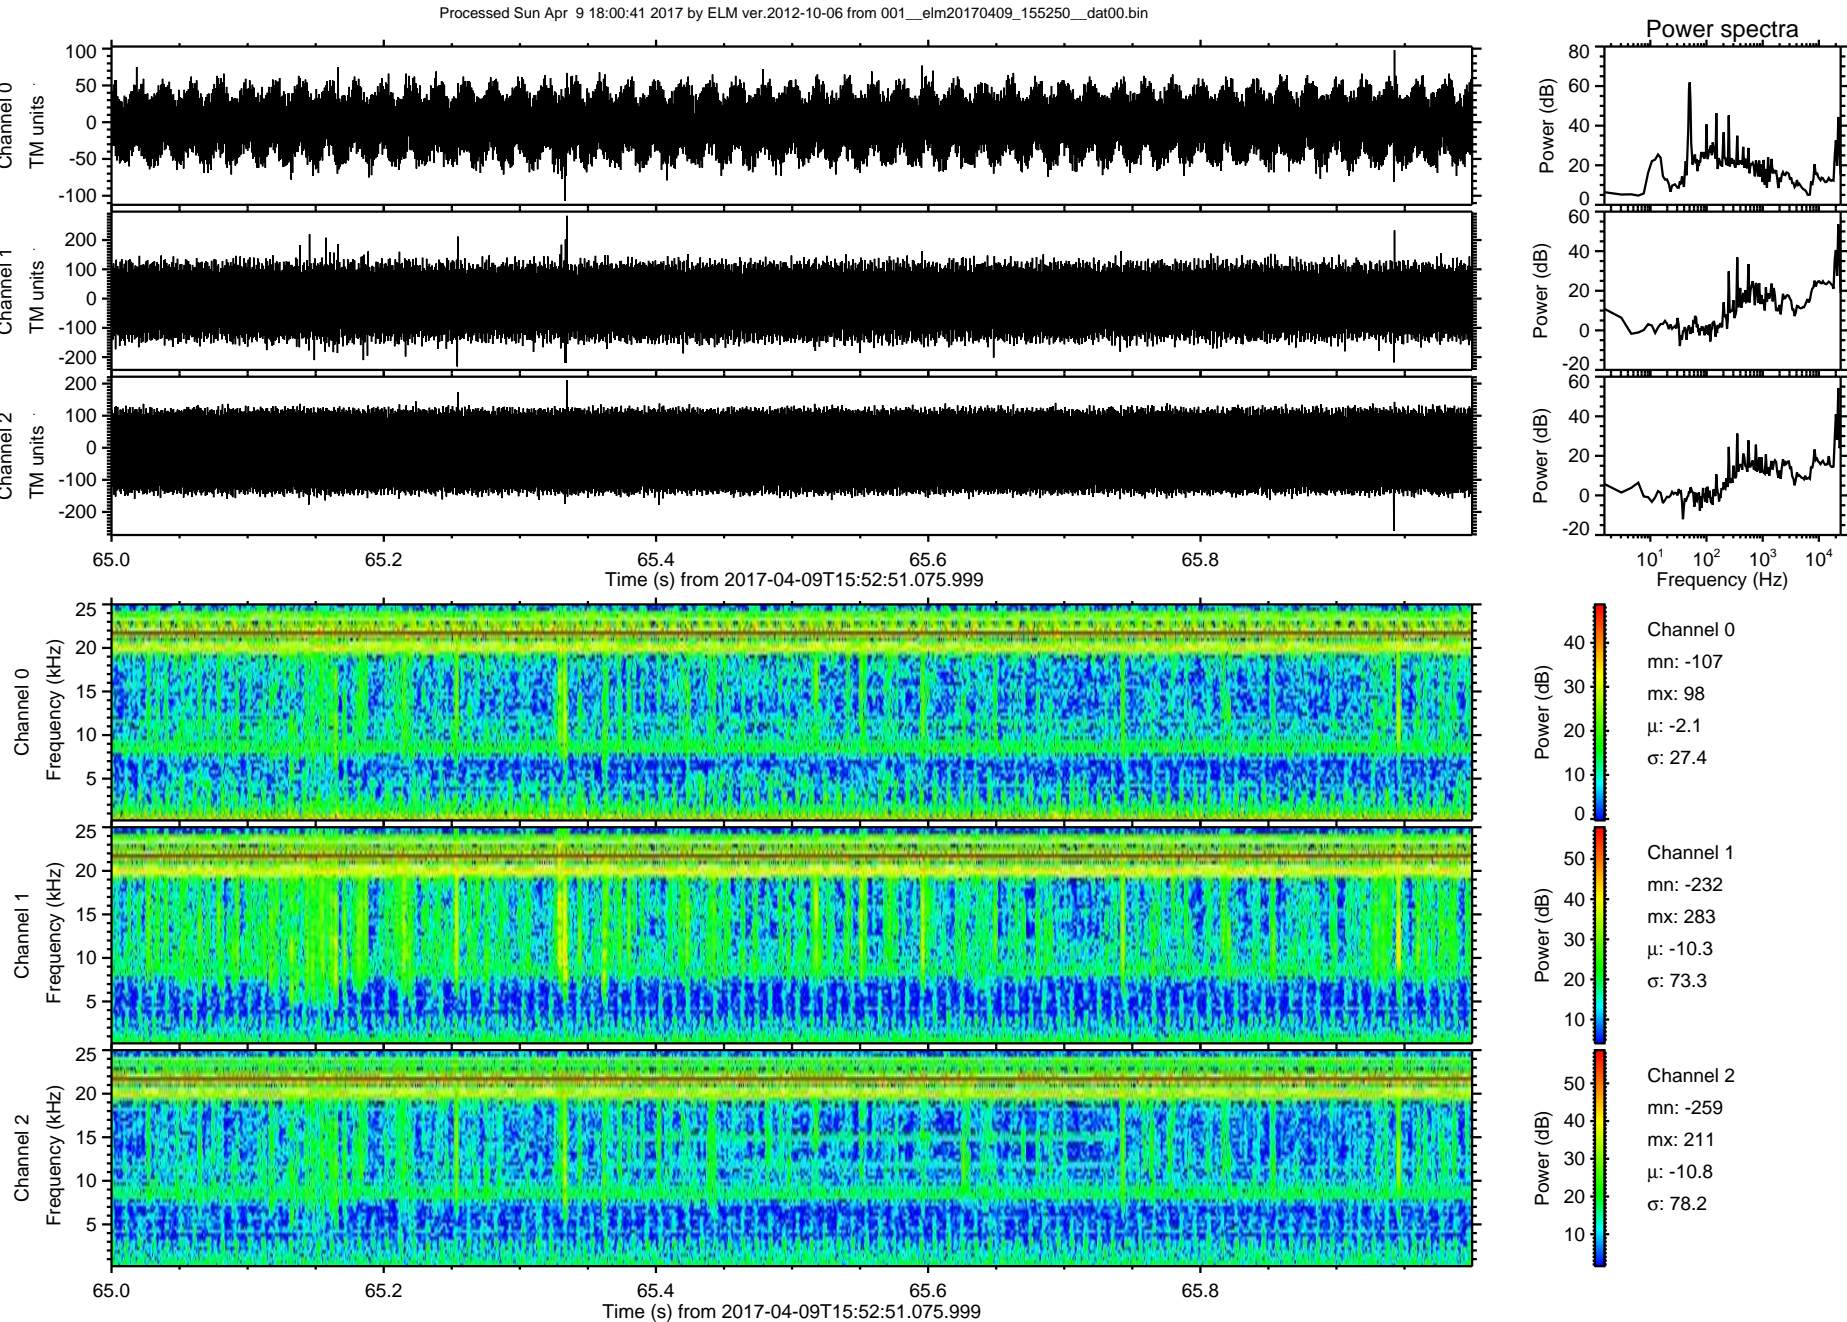 Processed Sun Apr  9 18:00:41 2017 by ELM ver.2012-10-06 from 001__elm20170409_155250__dat00.bin
Power spectra
Channel 0
TM units
100
50
0
-50
-100
Power (dB)
80
60
40
20
0
Channel 1
TM units
200
100
0
-100
-200
Power (dB)
60
40
20
0
-20
Channel 2
TM units
200
100
0
-100
-200
Power (dB)
60
40
20
0
-20
65.0 65.2 65.4 65.6 65.8
Time (s) from 2017-04-09T15:52:51.075.999
10^1 10^2 10^3 10^4
Frequency (Hz)
Channel 0
Frequency (kHz)
25
20
15
10
5
Power (dB)
40
30
20
10
0
Channel 0
mn: -107
mx: 98
μ: -2.1
σ: 27.4
Channel 1
Frequency (kHz)
25
20
15
10
5
Power (dB)
50
40
30
20
10
Channel 1
mn: -232
mx: 283
μ: -10.3
σ: 73.3
Channel 2
Frequency (kHz)
25
20
15
10
5
Power (dB)
50
40
30
20
10
Channel 2
mn: -259
mx: 211
μ: -10.8
σ: 78.2
65.0 65.2 65.4 65.6 65.8
Time (s) from 2017-04-09T15:52:51.075.999